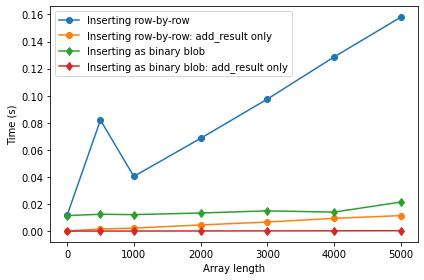 0.16
0.14
0.12
0.10
0.08
0.06
0.04
0.02
0.00
Time (s)
Inserting row-by-row
Inserting row-by-row: add_result only
Inserting as binary blob
Inserting as binary blob: add_result only
0 1000 2000 3000 4000 5000
Array length